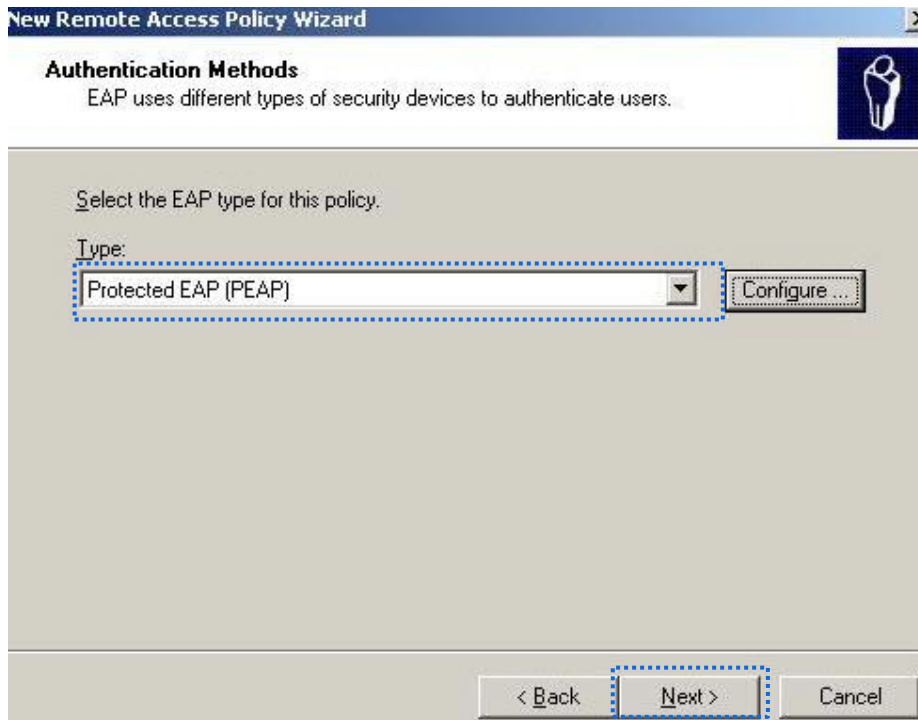 New Remote Access Policy Wizard
Authentication Methods
EAP uses different types of security devices to authenticate users.
Select the EAP type for this policy.
Type:
Protected EAP (PEAP)
Configure ...
< Back
Next >
Cancel